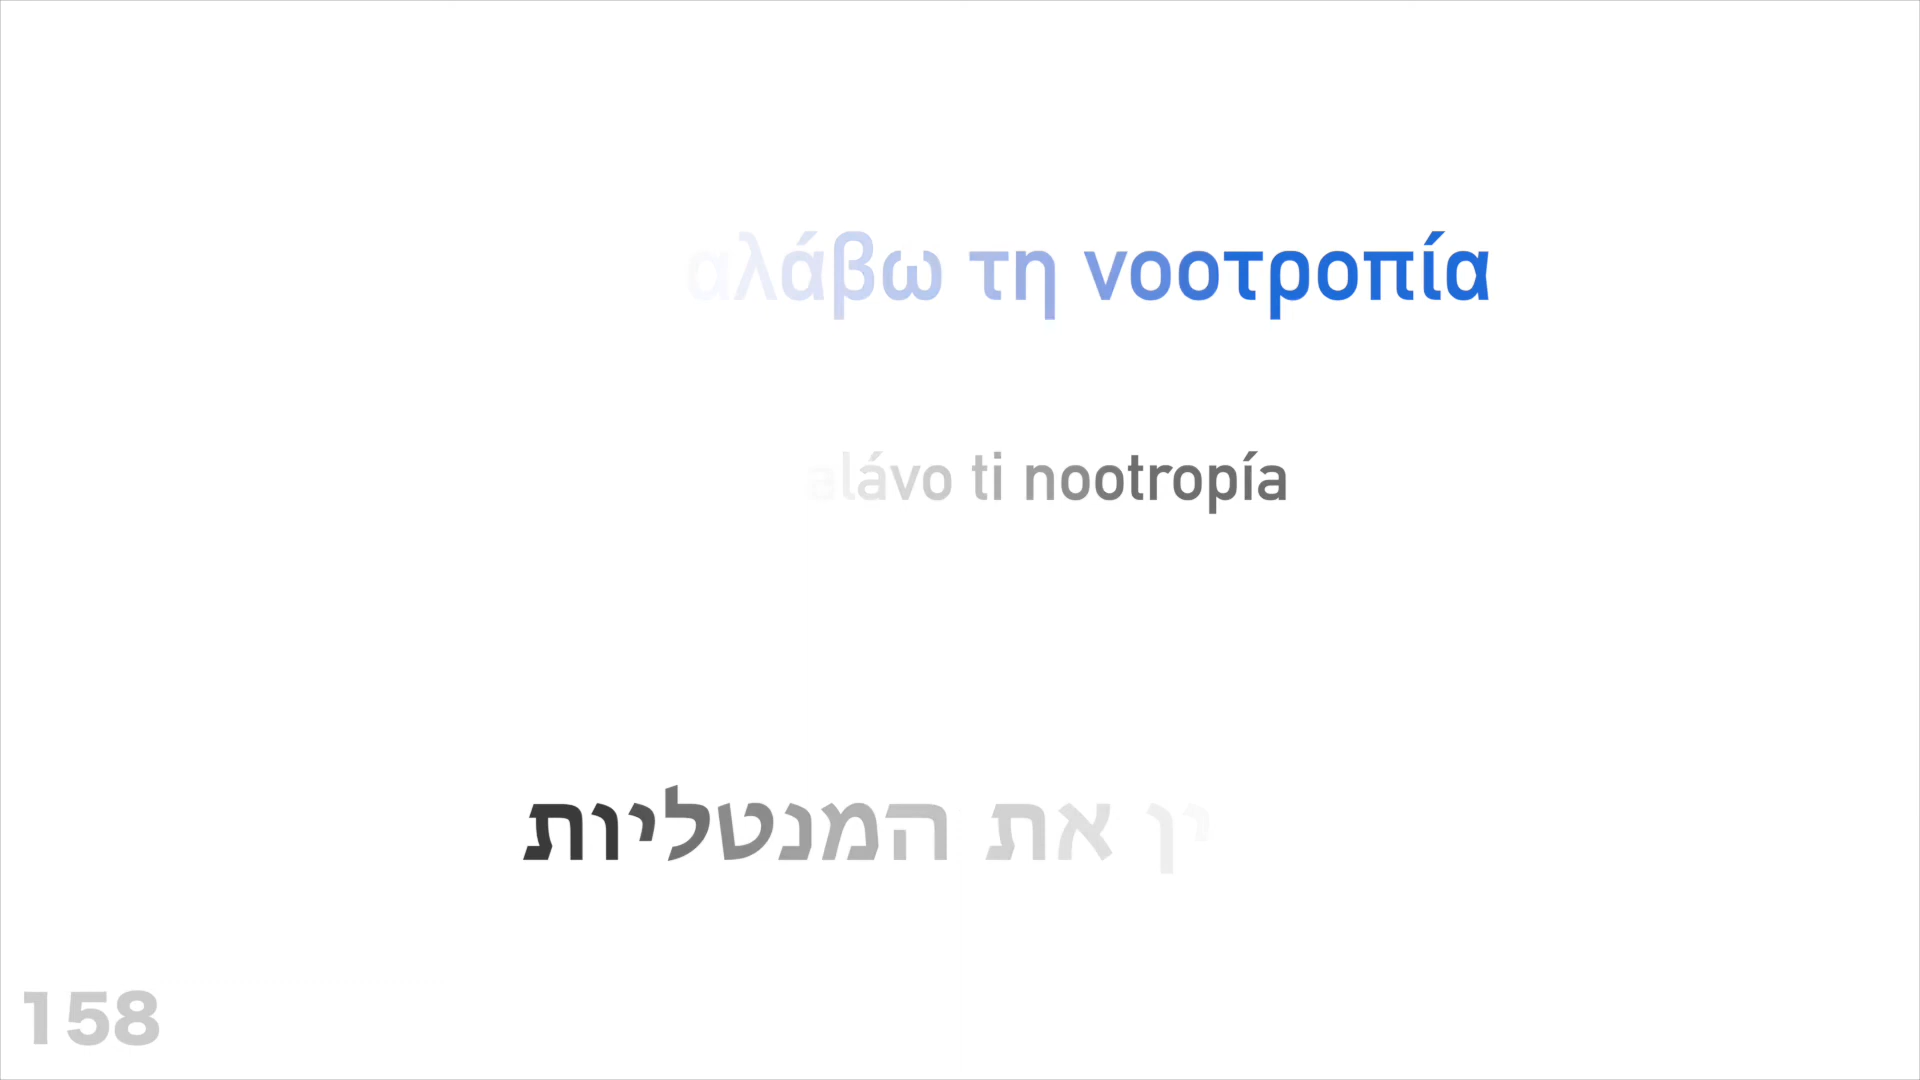 αλάβω τη νοοτροπία
alávo ti nootropía
ין את המנטליות
158